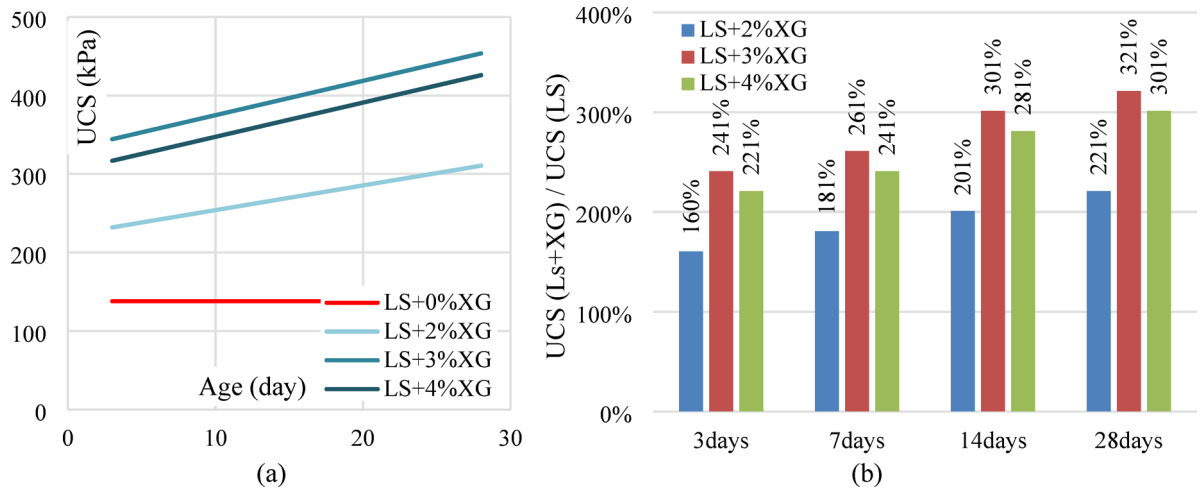 500
400
300
200
100
0
UCS (kPa)
LS+0%XG
LS+2%XG
LS+3%XG
LS+4%XG
Age (day)
0
10
20
30
(a)
400%
300%
200%
100%
0%
UCS (Ls+XG) / UCS (LS)
LS+2%XG
LS+3%XG
LS+4%XG
160%
241%
221%
181%
261%
241%
201%
301%
281%
221%
321%
301%
3days
7days
14days
28days
(b)